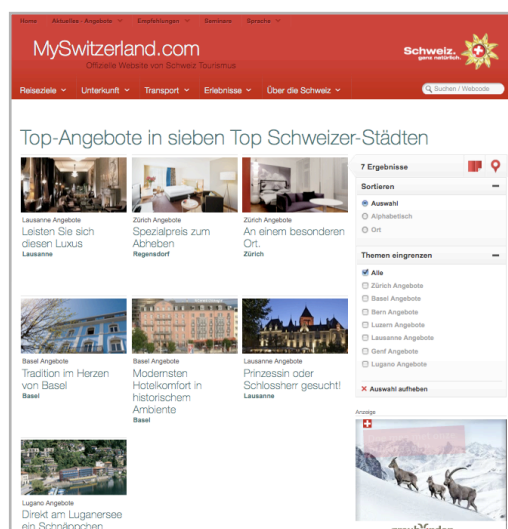 Home Aktuelles - Angebote Empfehlungen Seminare Sprache
MySwitzerland.com
Offizielle Website von Schweiz Tourismus
Schweiz.
ganz natürlich.
Reiseziele Unterkunft Transport Erlebnisse Über die Schweiz
Suchen / Webcode
Top-Angebote in sieben Top Schweizer-Städten
Lausanne Angebote
Leisten Sie sich
diesen Luxus
Lausanne
Zürich Angebote
Spezialpreis zum
Abheben
Regensdorf
Zürich Angebote
An einem besonderen
Ort.
Zürich
Basel Angebote
Tradition im Herzen
von Basel
Basel
Basel Angebote
Modernsten
Hotelkomfort in
historischem
Ambiente
Basel
Lausanne Angebote
Prinzessin oder
Schlossherr gesucht!
Lausanne
Lugano Angebote
Direkt am Luganersee
ein Schnäppchen
7 Ergebnisse
Sortieren
Auswahl
Alphabetisch
Ort
Themen eingrenzen
Alle
Zürich Angebote
Basel Angebote
Bern Angebote
Luzern Angebote
Lausanne Angebote
Genf Angebote
Lugano Angebote
Auswahl aufheben
Anzeige